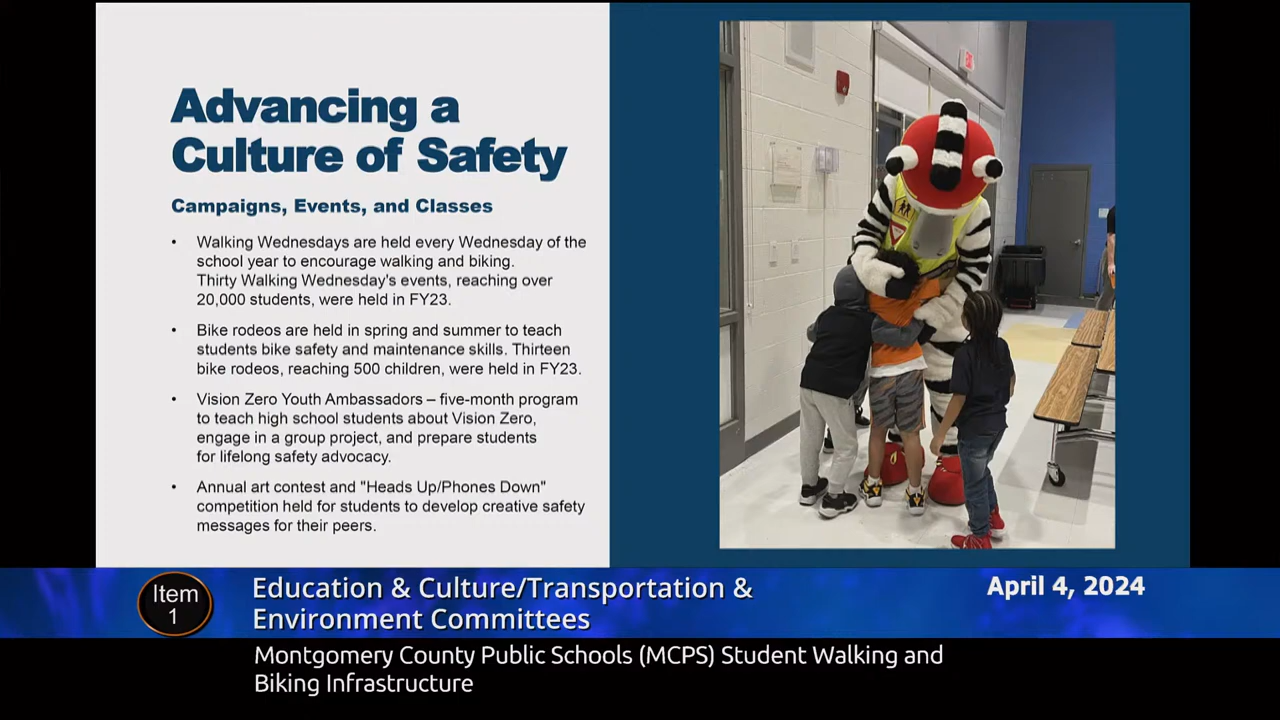 Advancing a
Culture of Safety
Campaigns, Events, and Classes
• Walking Wednesdays are held every Wednesday of the
school year to encourage walking and biking.
Thirty Walking Wednesday's events, reaching over
20,000 students, were held in FY23.
• Bike rodeos are held in spring and summer to teach
students bike safety and maintenance skills. Thirteen
bike rodeos, reaching 500 children, were held in FY23.
• Vision Zero Youth Ambassadors – five-month program
to teach high school students about Vision Zero,
engage in a group project, and prepare students
for lifelong safety advocacy.
• Annual art contest and "Heads Up/Phones Down"
competition held for students to develop creative safety
messages for their peers.
Item
1
Education & Culture/Transportation &
Environment Committees
April 4, 2024
Montgomery County Public Schools (MCPS) Student Walking and
Biking Infrastructure